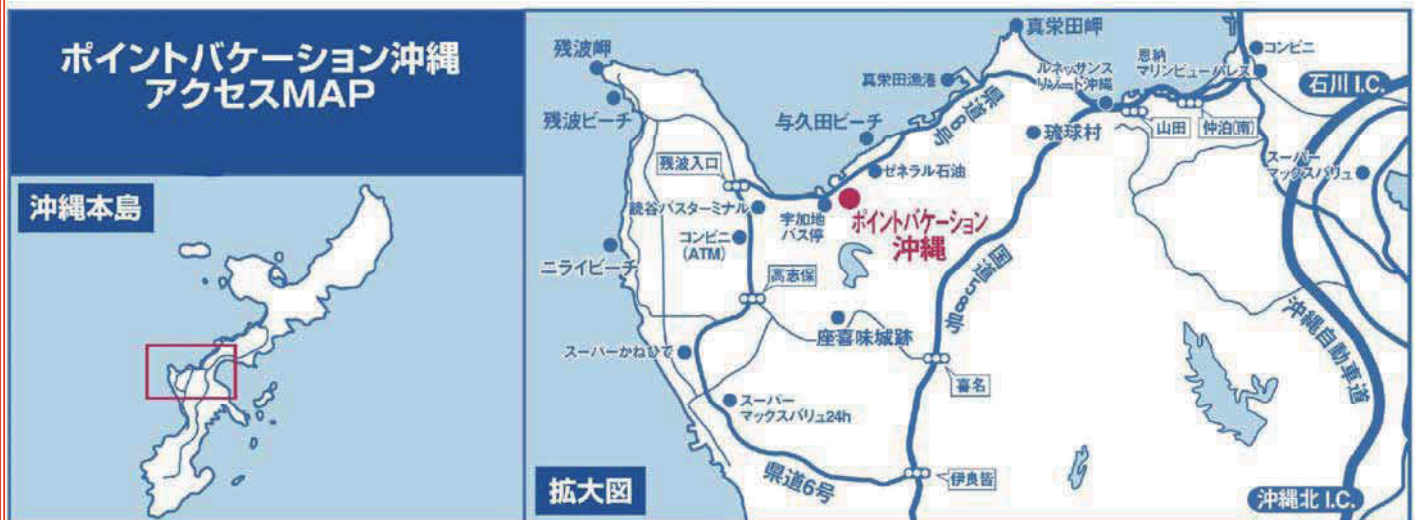 ポイントバケーション沖縄
アクセスMAP
沖縄本島
残波岬
残波ビーチ
真栄田岬
真栄田漁港
県道6号
与久田ビーチ
ルネッサンス
リゾート沖縄
恩納
マリンビューパレス
コンビニ
石川 I.C.
山田
仲泊(南)
琉球村
スーパー
マックスバリュ
残波入口
ゼネラル石油
読谷バスターミナル
宇加地
バス停
ポイントバケーション
沖縄
コンビニ
(ATM)
ニライビーチ
高志保
国道58号
座喜味城跡
沖縄自動車道
スーパーかねひで
喜名
スーパー
マックスバリュ24h
県道6号
伊良皆
拡大図
沖縄北 I.C.